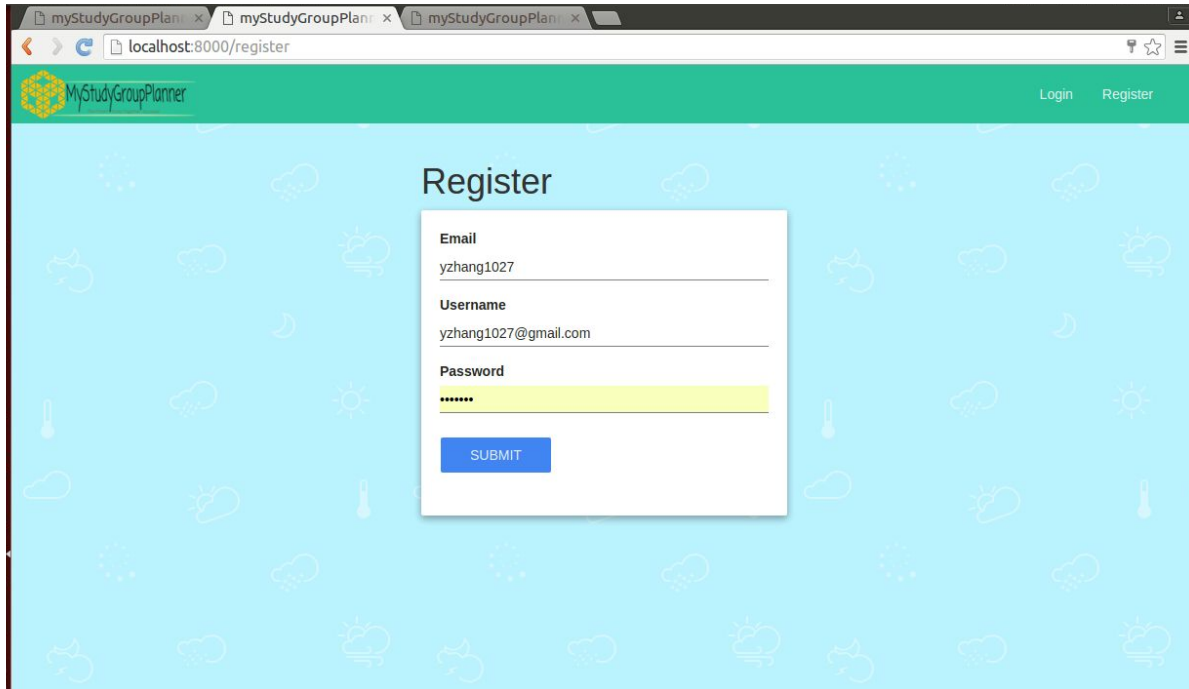 myStudyGroupPlan
myStudyGroupPlan
myStudyGroupPlan
localhost:8000/register
MyStudyGroupPlanner
Login
Register
Register
Email
yzhang1027
Username
yzhang1027@gmail.com
Password
•••••••
SUBMIT